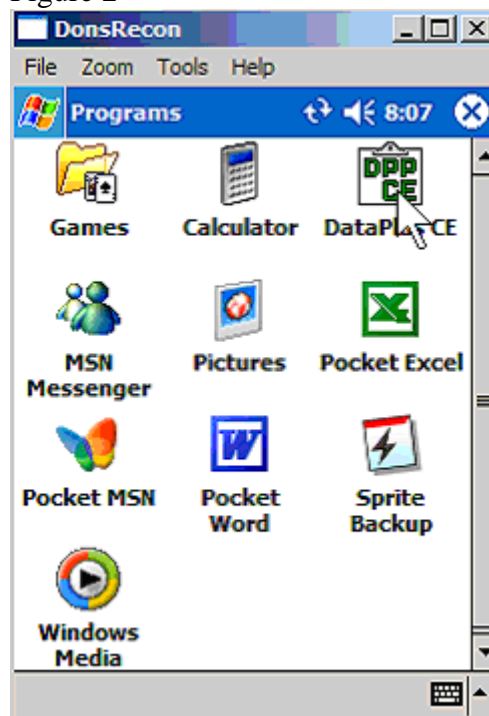 DonsRecon
File Zoom Tools Help
Programs 8:07
DPP
CE
Games Calculator CE
MSN Pictures Pocket Excel
Messenger
W
Pocket MSN Pocket Sprite
Word Backup
Windows
Media